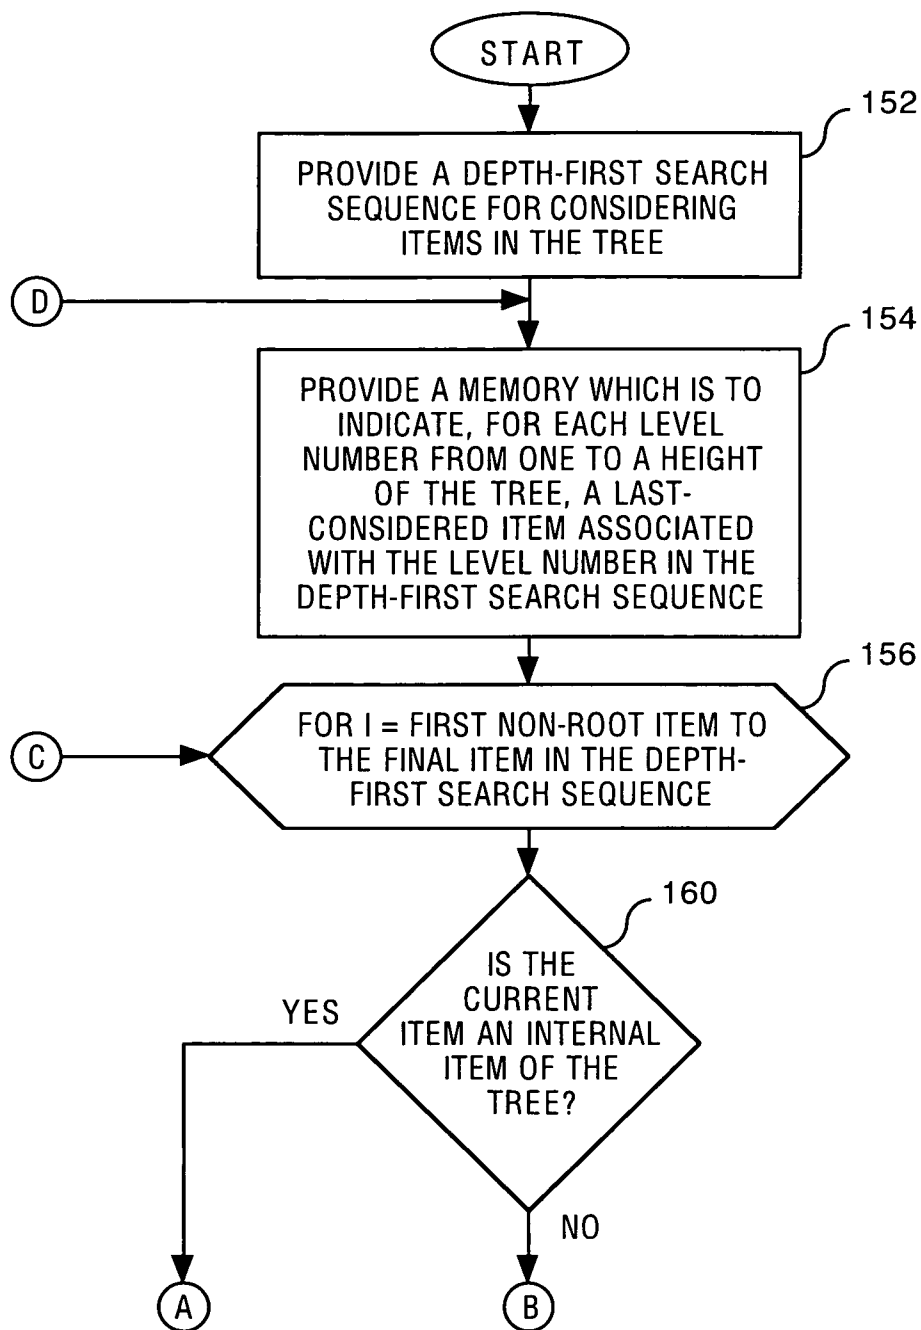 START
152
PROVIDE A DEPTH-FIRST SEARCH
SEQUENCE FOR CONSIDERING
ITEMS IN THE TREE
D
154
PROVIDE A MEMORY WHICH IS TO
INDICATE, FOR EACH LEVEL
NUMBER FROM ONE TO A HEIGHT
OF THE TREE, A LAST-
CONSIDERED ITEM ASSOCIATED
WITH THE LEVEL NUMBER IN THE
DEPTH-FIRST SEARCH SEQUENCE
156
C
FOR I = FIRST NON-ROOT ITEM TO
THE FINAL ITEM IN THE DEPTH-
FIRST SEARCH SEQUENCE
160
IS THE
CURRENT
ITEM AN INTERNAL
ITEM OF THE
TREE?
YES
NO
A
B